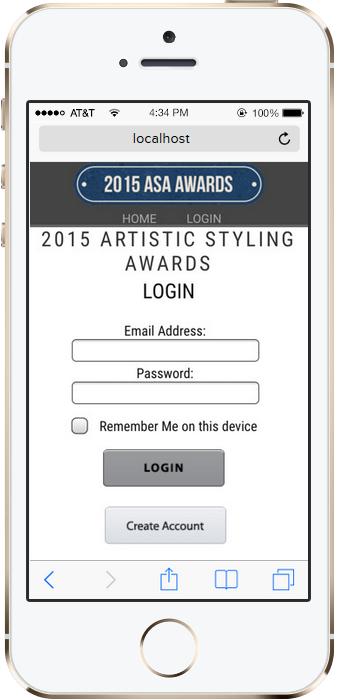 AT&T 4:34 PM 100%
localhost
2015 ASA AWARDS
HOME LOGIN
2015 ARTISTIC STYLING
AWARDS
LOGIN
Email Address:
Password:
Remember Me on this device
LOGIN
Create Account